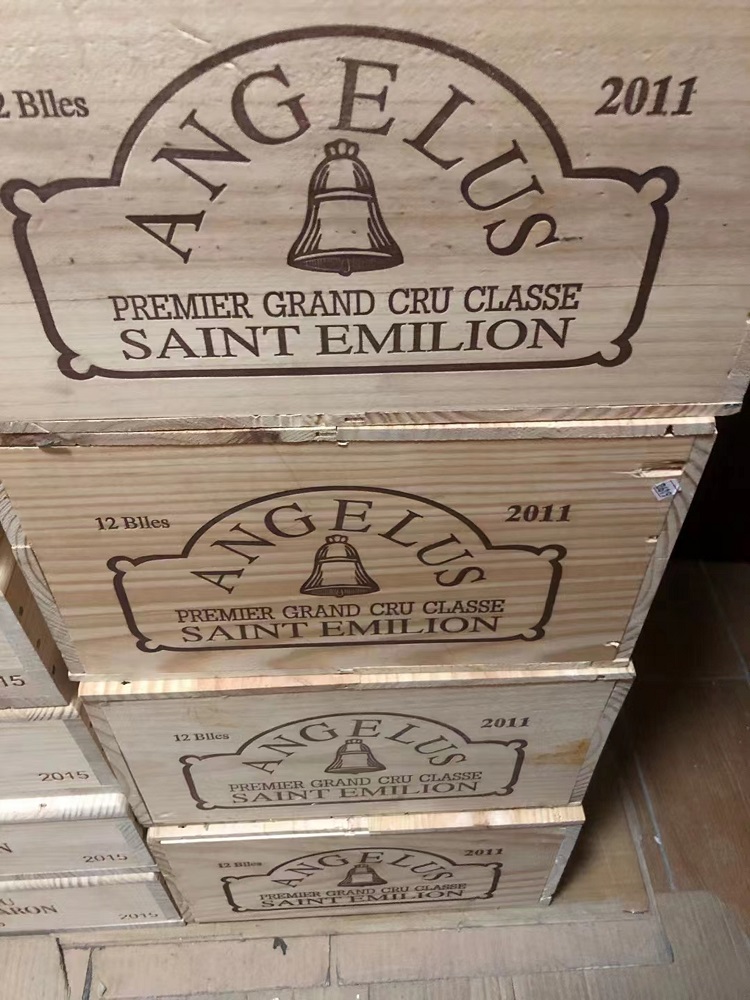 2 Blles 2011
ANGELUS
PREMIER GRAND CRU CLASSE
SAINT EMILION
12 Blles 2011
ANGELUS
PREMIER GRAND CRU CLASSE
SAINT EMILION
12 Blles 2011
ANGELUS
PREMIER GRAND CRU CLASSE
SAINT EMILION
12 Blles 2011
ANGELUS
PREMIER GRAND CRU CLASSE
SAINT EMILION
15
2015
N
2015
U
ARON
2015